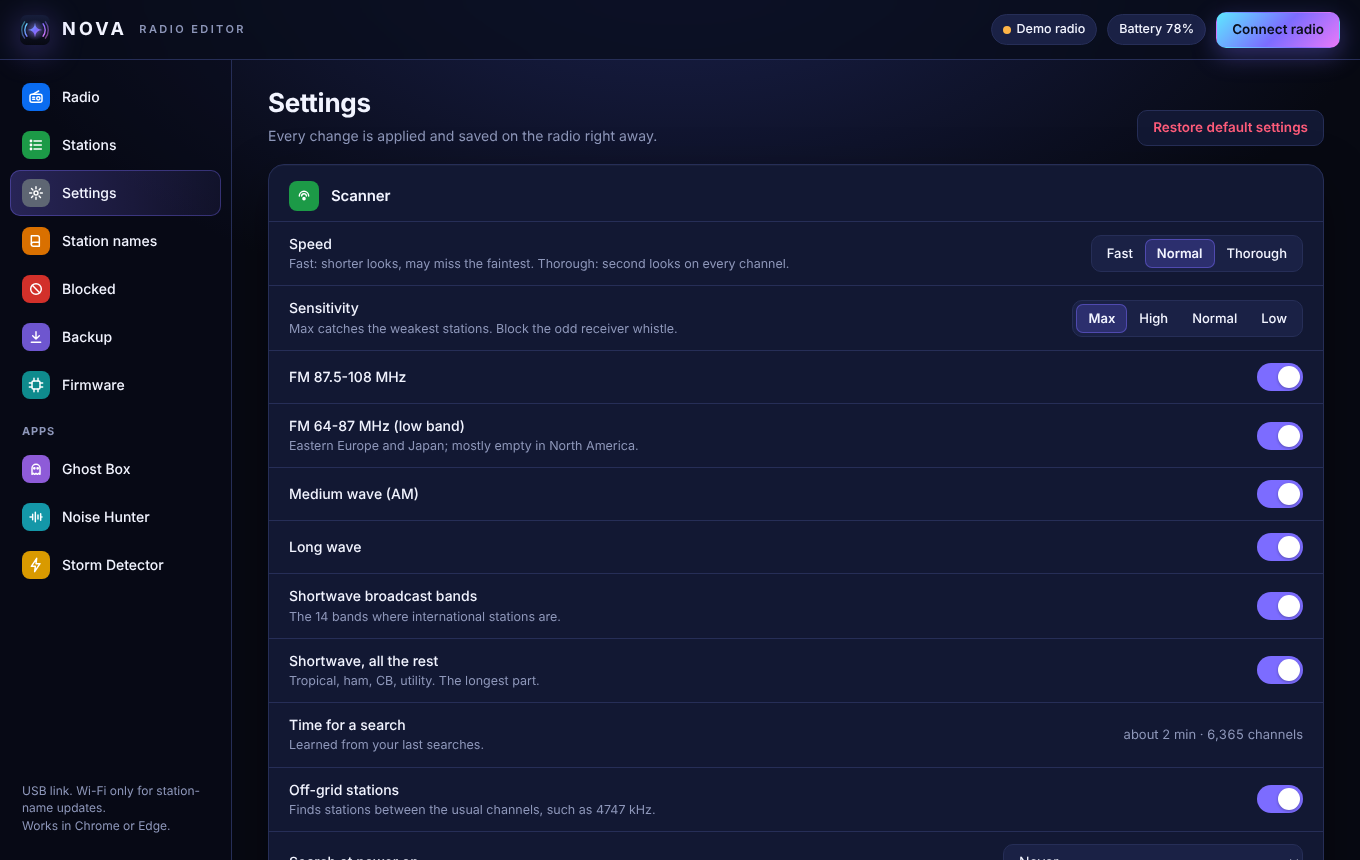 NOVA RADIO EDITOR
Demo radio
Battery 78%
Connect radio
Radio
Stations
Settings
Station names
Blocked
Backup
Firmware
APPS
Ghost Box
Noise Hunter
Storm Detector
USB link. Wi-Fi only for station-
name updates.
Works in Chrome or Edge.
Settings
Every change is applied and saved on the radio right away.
Restore default settings
Scanner
Speed
Fast: shorter looks, may miss the faintest. Thorough: second looks on every channel.
Fast Normal Thorough
Sensitivity
Max catches the weakest stations. Block the odd receiver whistle.
Max High Normal Low
FM 87.5-108 MHz
FM 64-87 MHz (low band)
Eastern Europe and Japan; mostly empty in North America.
Medium wave (AM)
Long wave
Shortwave broadcast bands
The 14 bands where international stations are.
Shortwave, all the rest
Tropical, ham, CB, utility. The longest part.
Time for a search
Learned from your last searches.
about 2 min · 6,365 channels
Off-grid stations
Finds stations between the usual channels, such as 4747 kHz.
Search at power on
Never